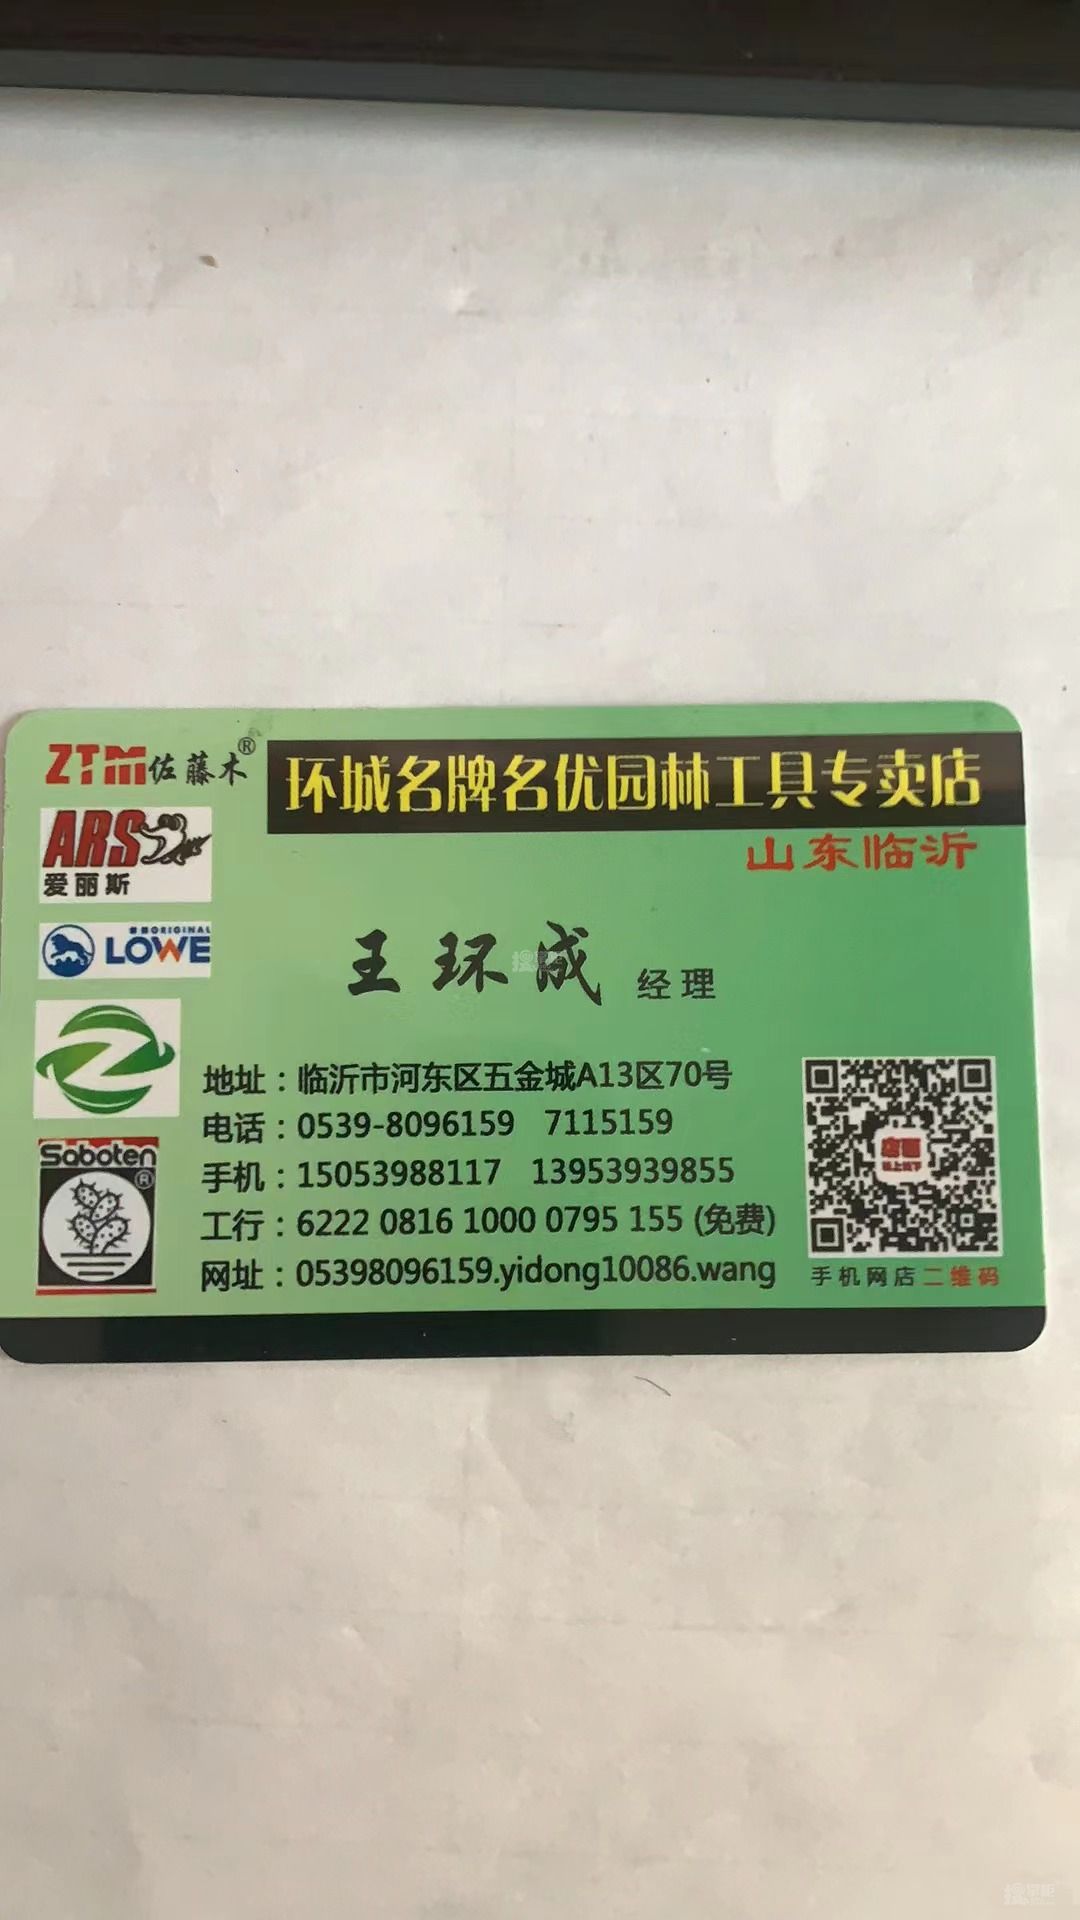 ZTM佐藤木®
环城名牌名优园林工具专卖店
山东临沂
ARS
爱丽斯
ORIGINAL
LOWE
王环成 经理
地址：临沂市河东区五金城A13区70号
电话：0539-8096159 7115159
手机：15053988117 13953939855
工行：6222 0816 1000 0795 155 (免费)
网址：05398096159.yidong10086.wang
Saboten
®
手机网店二维码